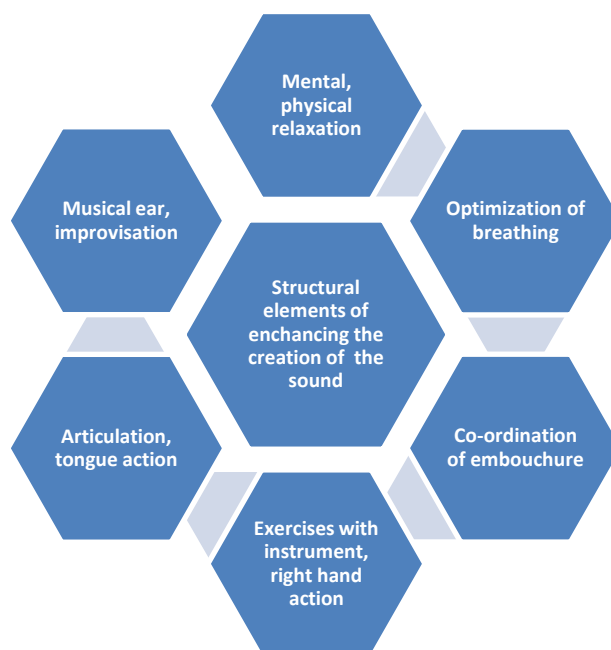 Mental,
physical
relaxation
Musical ear,
improvisation
Optimization of
breathing
Structural
elements of
enchancing the
creation of  the
sound
Articulation,
tongue action
Co-ordination
of embouchure
Exercises with
instrument,
right hand
action